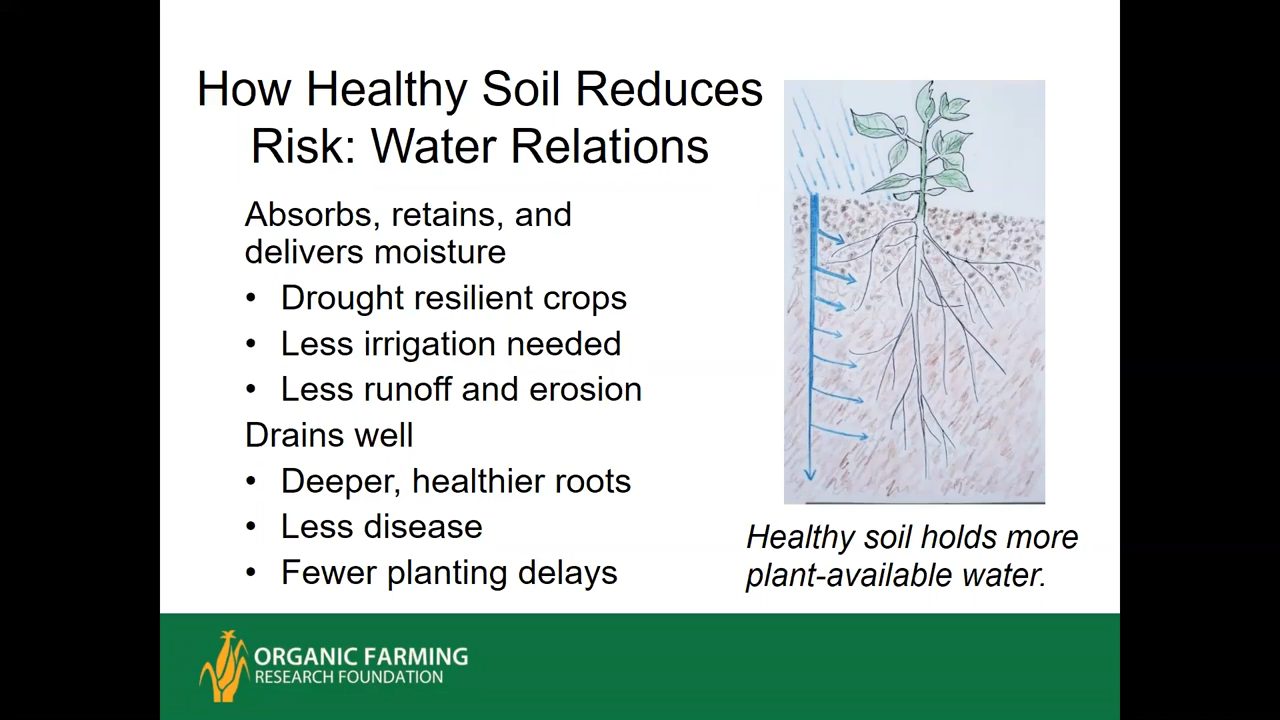 How Healthy Soil Reduces
Risk: Water Relations
Absorbs, retains, and
delivers moisture
• Drought resilient crops
• Less irrigation needed
• Less runoff and erosion
Drains well
• Deeper, healthier roots
• Less disease
• Fewer planting delays
Healthy soil holds more
plant-available water.
ORGANIC FARMING
RESEARCH FOUNDATION